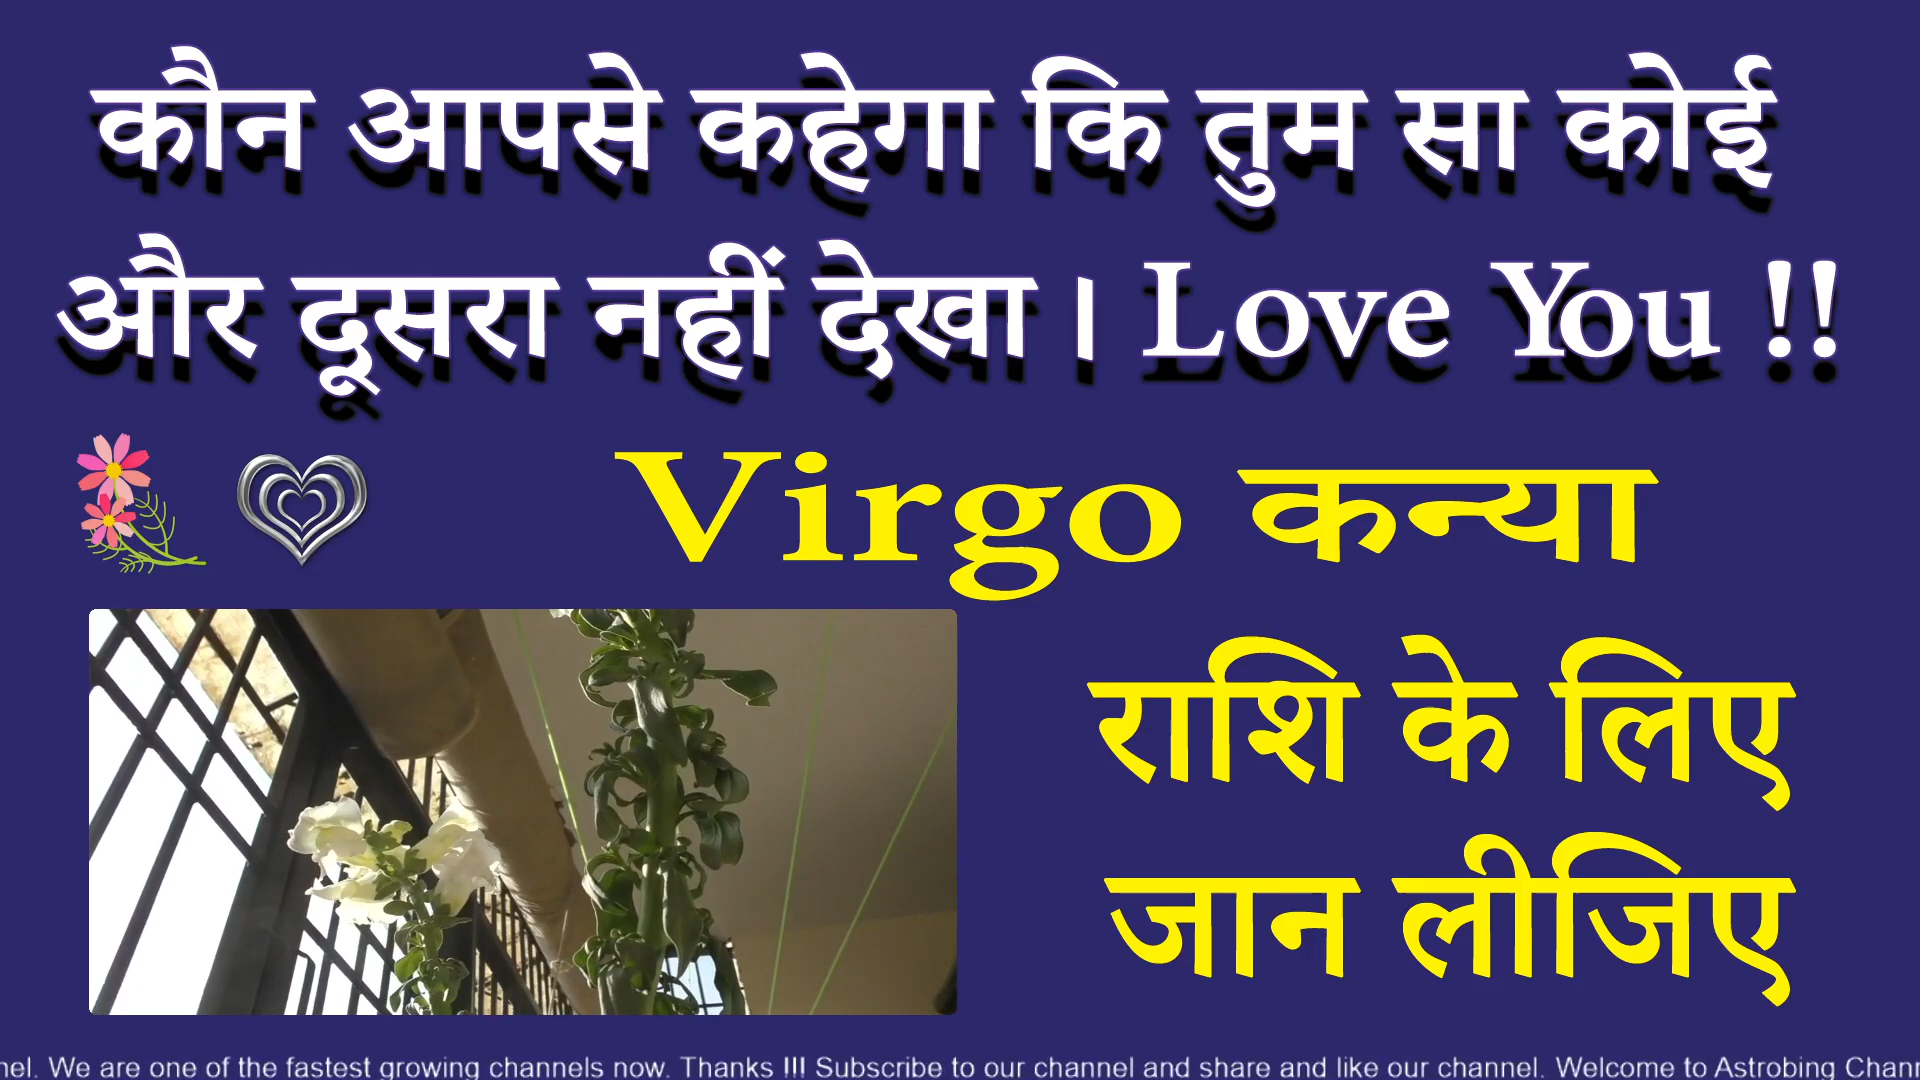 कौन आपसे कहेगा कि तुम सा कोई
और दूसरा नहीं देखा । Love You !!
Virgo कन्या
राशि के लिए
जान लीजिए
nel. We are one of the fastest growing channels now. Thanks !!! Subscribe to our channel and share and like our channel. Welcome to Astrobing Chann